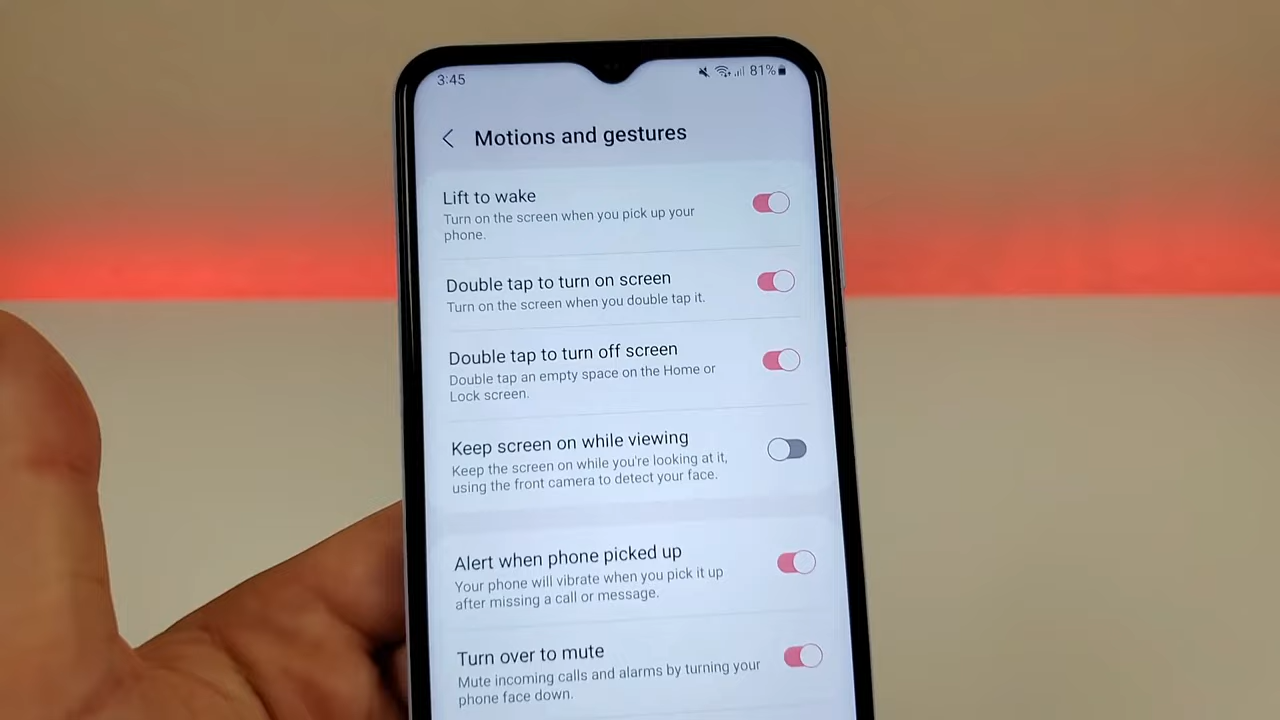 3:45
81%
Motions and gestures
Lift to wake
Turn on the screen when you pick up your
phone.
Double tap to turn on screen
Turn on the screen when you double tap it.
Double tap to turn off screen
Double tap an empty space on the Home or
Lock screen.
Keep screen on while viewing
Keep the screen on while you're looking at it,
using the front camera to detect your face.
Alert when phone picked up
Your phone will vibrate when you pick it up
after missing a call or message.
Turn over to mute
Mute incoming calls and alarms by turning your
phone face down.